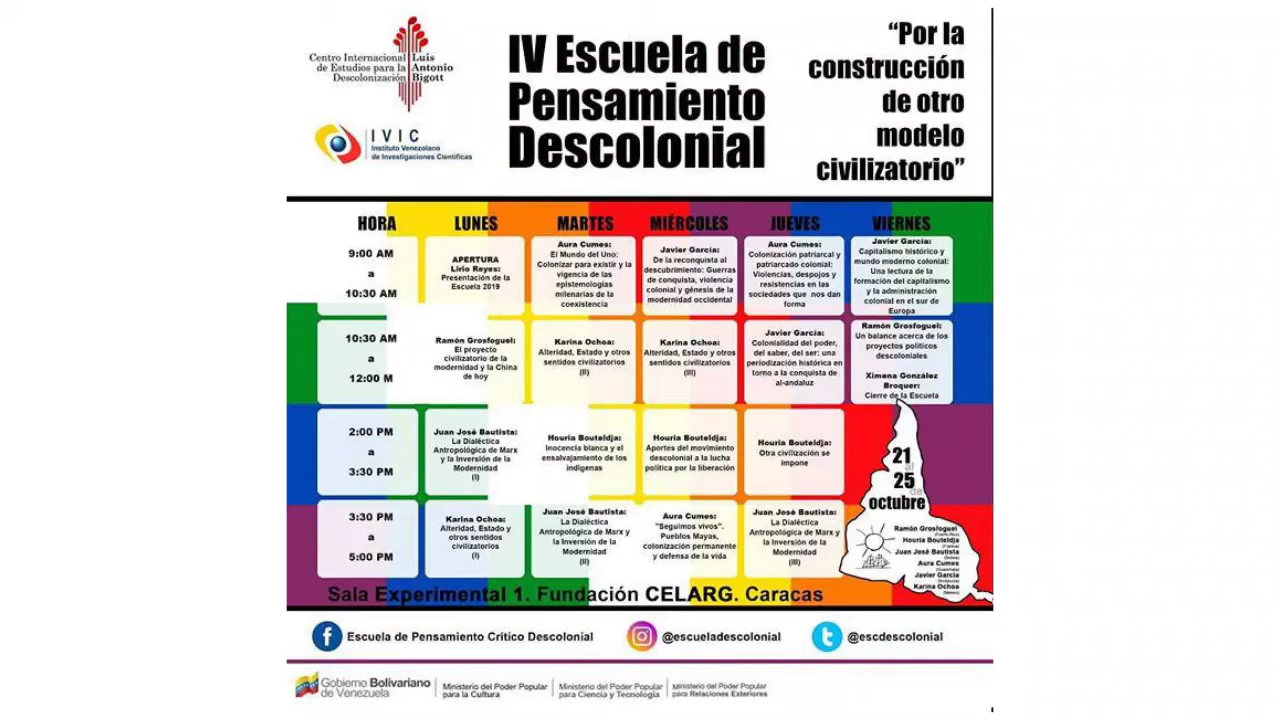 Centro Internacional
de Estudios para la
Descolonización
Luis
Antonio
Bigott
IVIC
Instituto Venezolano
de Investigaciones Científicas
IV Escuela de
Pensamiento
Descolonial
“Por la
construcción
de otro
modelo
civilizatorio”
HORA LUNES MARTES MIÉRCOLES JUEVES VIERNES
9:00 AM
a
10:30 AM
APERTURA
Lirio Reyes:
Presentación de la
Escuela 2019
Aura Cumes:
El Mundo del Uno:
Colonizar para existir y la
vigencia de las
epistemologías
milenarias de la
coexistencia
Javier García:
De la reconquista al
descubrimiento: Guerras
de conquista, violencia
colonial y génesis de la
modernidad occidental
Aura Cumes:
Colonización patriarcal y
patriarcado colonial:
Violencias, despojos y
resistencias en las
sociedades que nos dan
forma
Javier García:
Capitalismo histórico y
mundo moderno colonial:
Una lectura de la
formación del capitalismo
y la administración
colonial en el sur de
Europa
10:30 AM
a
12:00 M
Ramón Grosfoguel:
El proyecto
civilizatorio de la
modernidad y la China
de hoy
Karina Ochoa:
Alteridad, Estado y otros
sentidos civilizatorios
(II)
Karina Ochoa:
Alteridad, Estado y otros
sentidos civilizatorios
(III)
Javier García:
Colonialidad del poder,
del saber, del ser: una
periodización histórica en
torno a la conquista de
al-andaluz
Ramón Grosfoguel:
Un balance acerca de los
proyectos políticos
descoloniales
Ximena González
Broquer:
Cierre de la Escuela
2:00 PM
a
3:30 PM
Juan José Bautista:
La Dialéctica
Antropológica de Marx
y la Inversión de la
Modernidad
(I)
Houria Bouteldja:
Inocencia blanca y el
ensalvajamiento de los
indígenas
Houria Bouteldja:
Aportes del movimiento
descolonial a la lucha
política por la liberación
Houria Bouteldja:
Otra civilización se
impone
3:30 PM
a
5:00 PM
Karina Ochoa:
Alteridad, Estado y
otros sentidos
civilizatorios
(I)
Juan José Bautista:
La Dialéctica
Antropológica de Marx y
la Inversión de la
Modernidad
(II)
Aura Cumes:
"Seguimos vivos".
Pueblos Mayas,
colonización permanente
y defensa de la vida
Juan José Bautista:
La Dialéctica
Antropológica de Marx y
la Inversión de la
Modernidad
(III)
21
al
25
de
octubre
Ramón Grosfoguel
(Puerto Rico)
Houria Bouteldja
(Francia)
Juan José Bautista
(Bolivia)
Aura Cumes
(Guatemala)
Javier García
(Andalucía)
Karina Ochoa
(México)
Sala Experimental 1. Fundación CELARG. Caracas
Escuela de Pensamiento Crítico Descolonial
@escueladescolonial
@escdescolonial
Gobierno Bolivariano
de Venezuela
Ministerio del Poder Popular
para la Cultura
Ministerio del Poder Popular
para Ciencia y Tecnología
Ministerio del Poder Popular
para Relaciones Exteriores